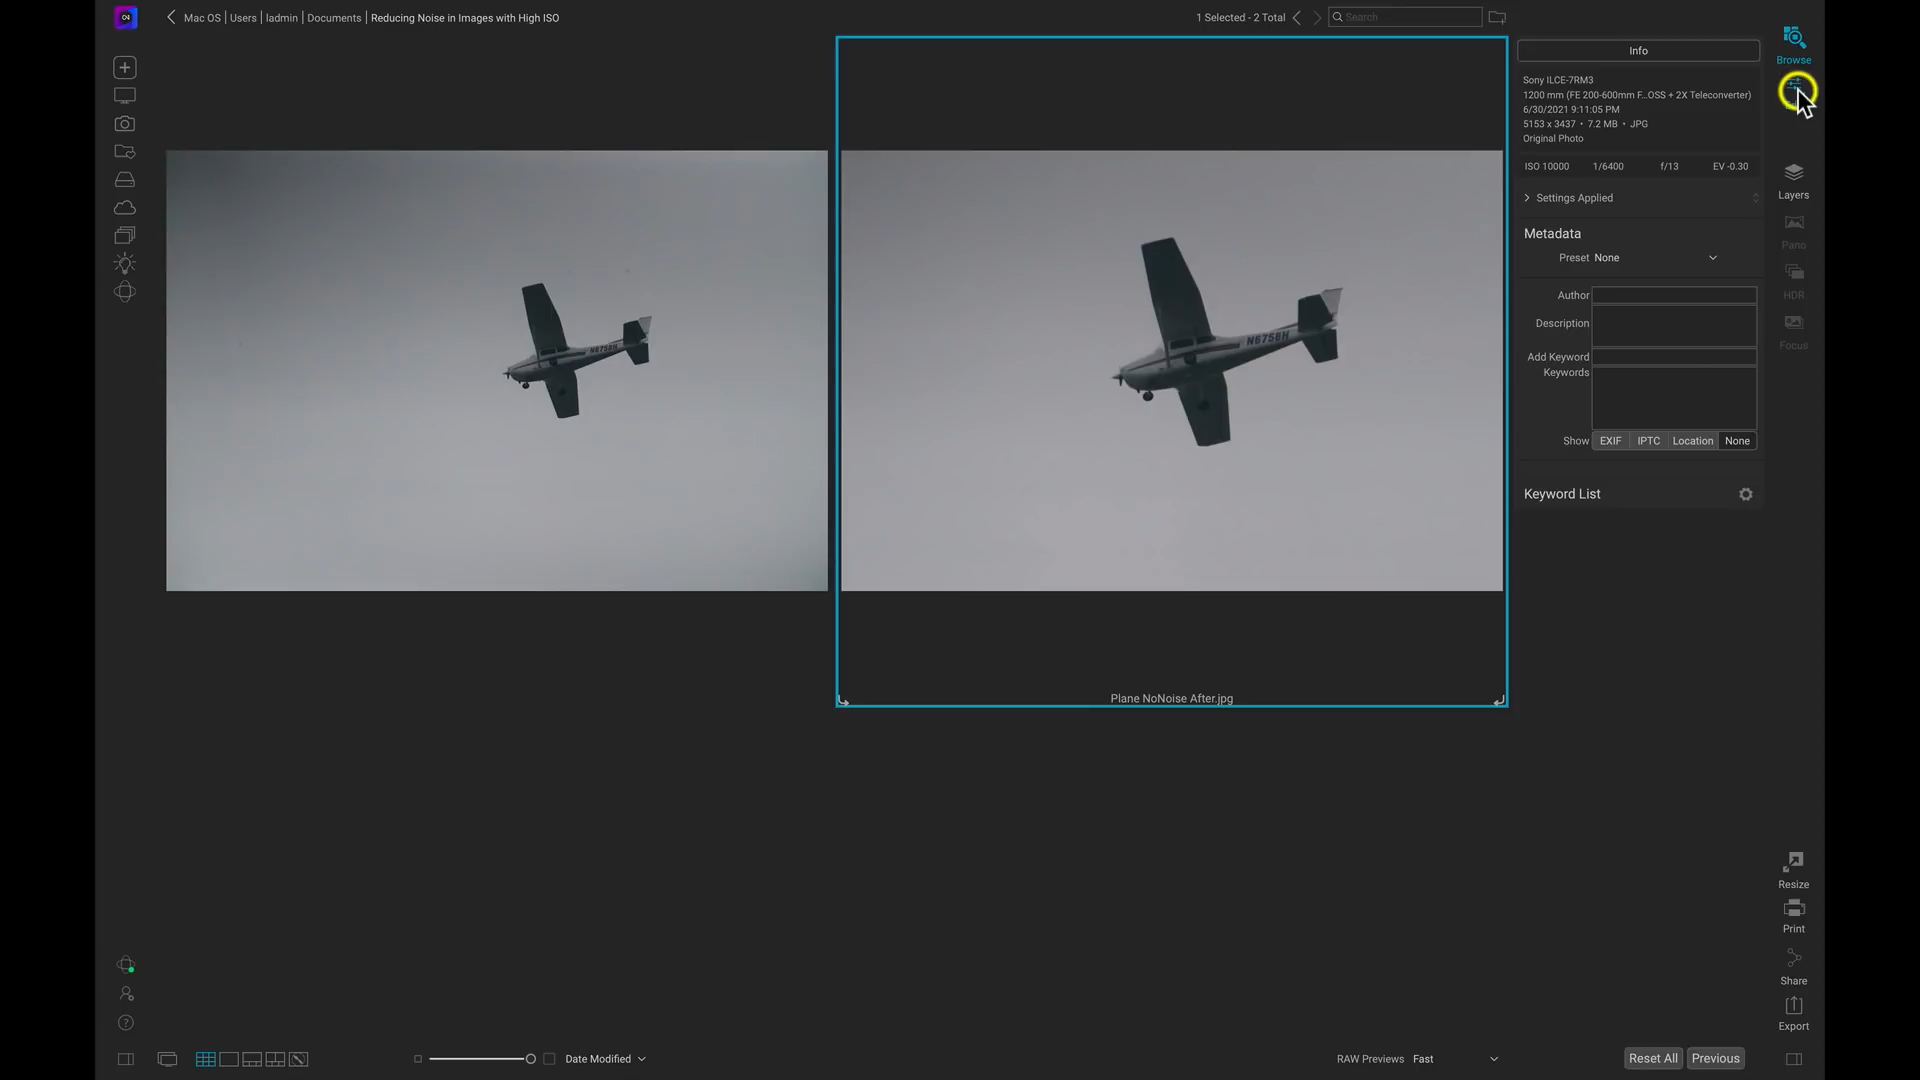 Mac OS | Users | ladmin | Documents | Reducing Noise in Images with High ISO
1 Selected - 2 Total
Search
Info
Browse
Sony ILCE-7RM3
1200 mm (FE 200-600mm F...OSS + 2X Teleconverter)
6/30/2021 9:11:05 PM
5153 x 3437 • 7.2 MB • JPG
Original Photo
ISO 10000 1/6400 f/13 EV -0.30
Settings Applied
Layers
Metadata
Preset None
Pano
Author
HDR
Description
Focus
Add Keyword
Keywords
Show EXIF IPTC Location None
Keyword List
N6758H
N6758H
Plane NoNoise After.jpg
Resize
Print
Share
Export
Date Modified
RAW Previews Fast
Reset All
Previous